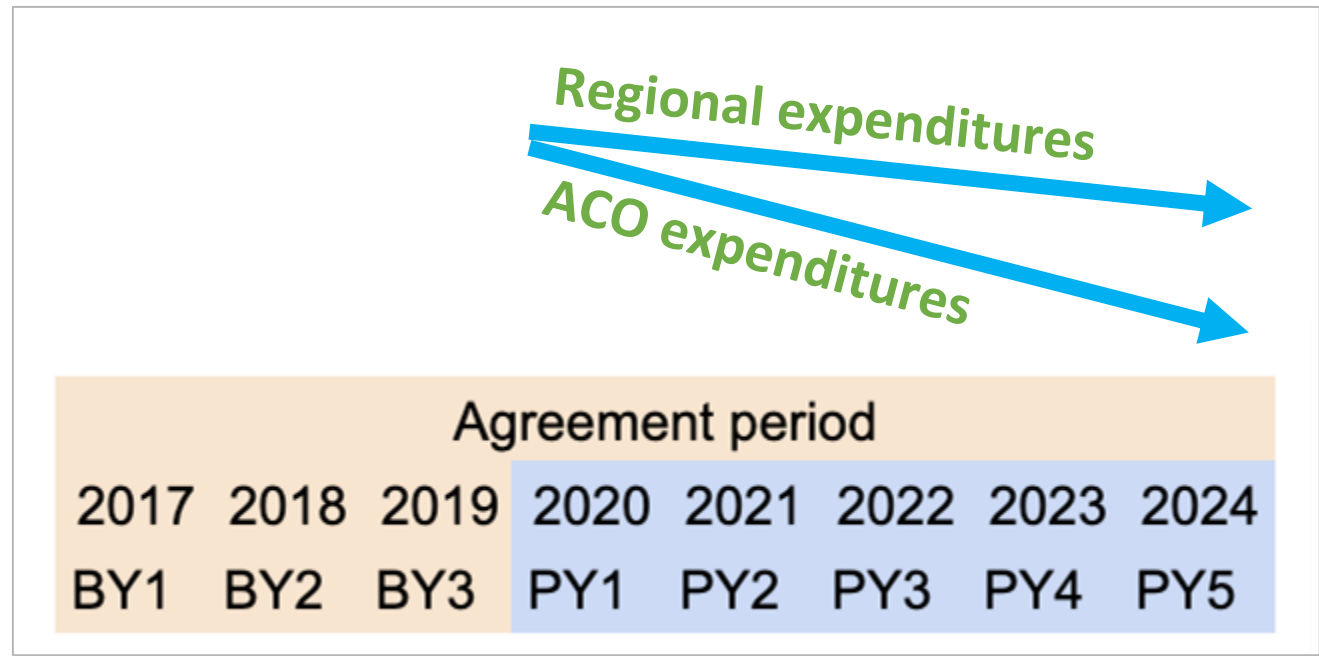 Regional expenditures
ACO expenditures
Agreement period
2017 2018 2019 2020 2021 2022 2023 2024
BY1 BY2 BY3 PY1 PY2 PY3 PY4 PY5